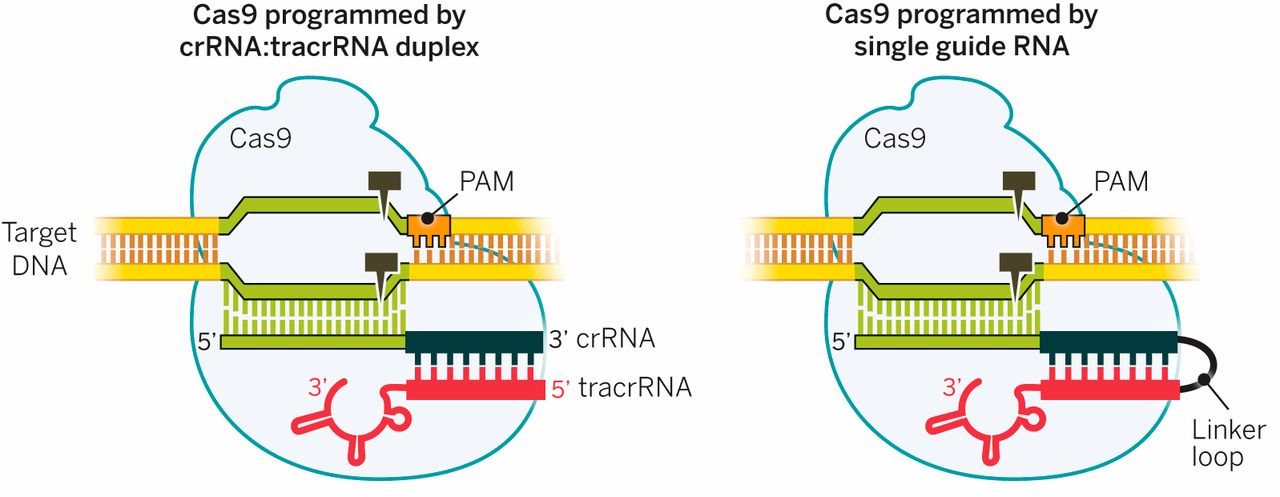 Cas9 programmed by
crRNA:tracrRNA duplex
Cas9
PAM
Target
DNA
5’
3’ crRNA
3’
5’ tracrRNA
Cas9 programmed by
single guide RNA
Cas9
PAM
5’
3’
Linker
loop